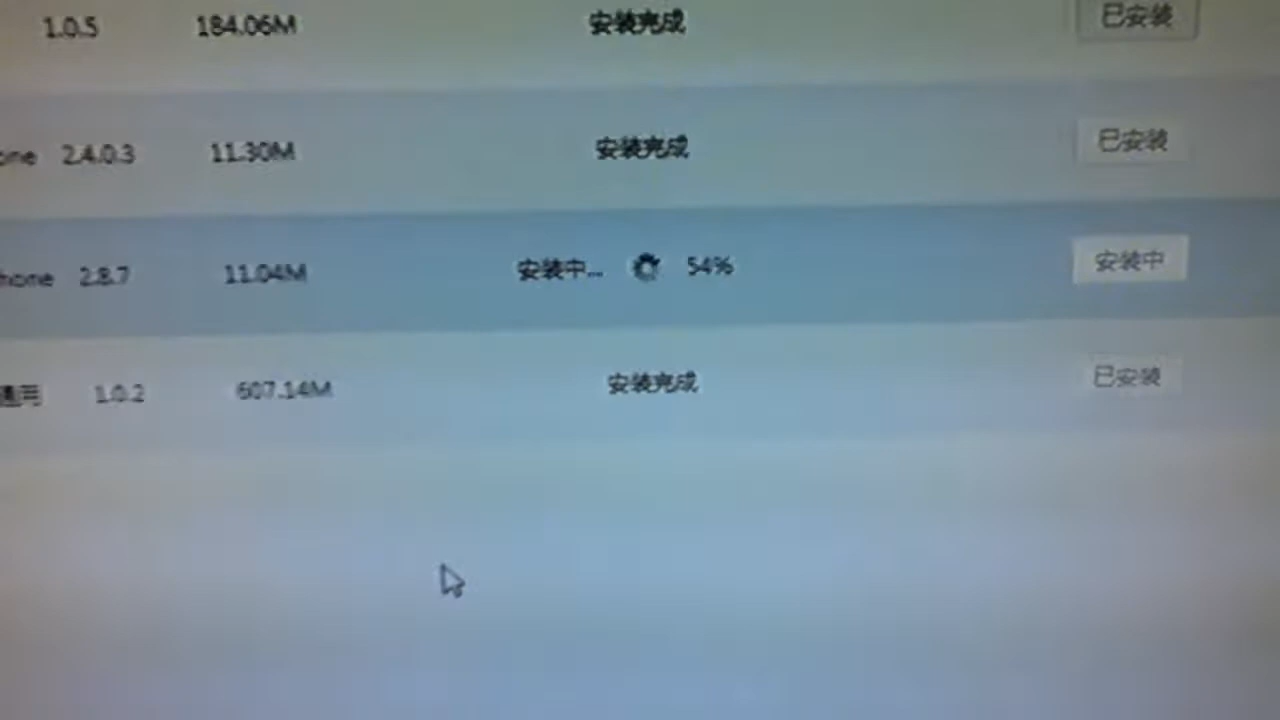 1.0.5 184.06M 安装完成 已安装
one 2.4.0.3 11.30M 安装完成 已安装
hone 2.8.7 11.04M 安装中... 54% 安装中
通用 1.0.2 607.14M 安装完成 已安装